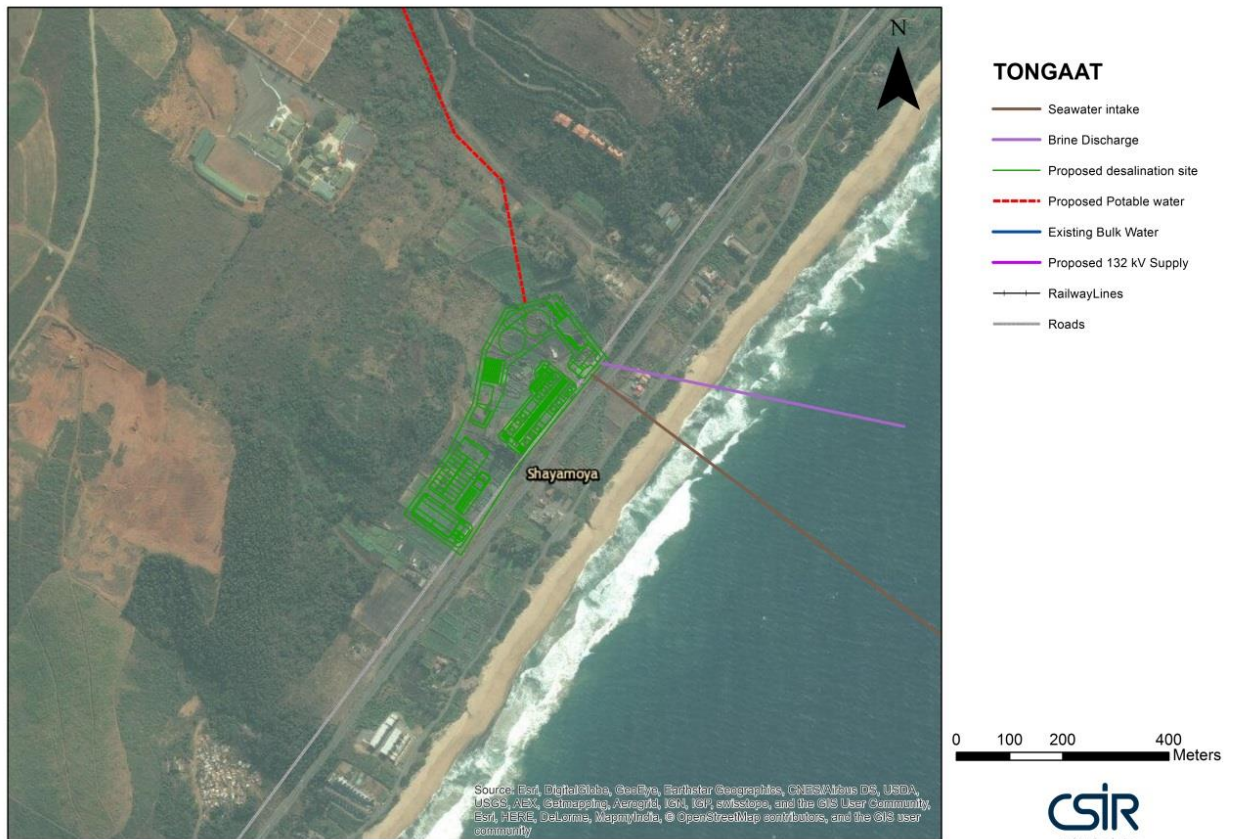 N
TONGAAT
Seawater intake
Brine Discharge
Proposed desalination site
Proposed Potable water
Existing Bulk Water
Proposed 132 kV Supply
RailwayLines
Roads
Shayamoya
0 100 200 400
Meters
Source: Esri, DigitalGlobe, GeoEye, Earthstar Geographics, CNES/Airbus DS, USDA,
USGS, AEX, Getmapping, Aerogrid, IGN, IGP, swisstopo, and the GIS User Community,
Esri, HERE, DeLorme, MapmyIndia, © OpenStreetMap contributors, and the GIS user
community
CSIR